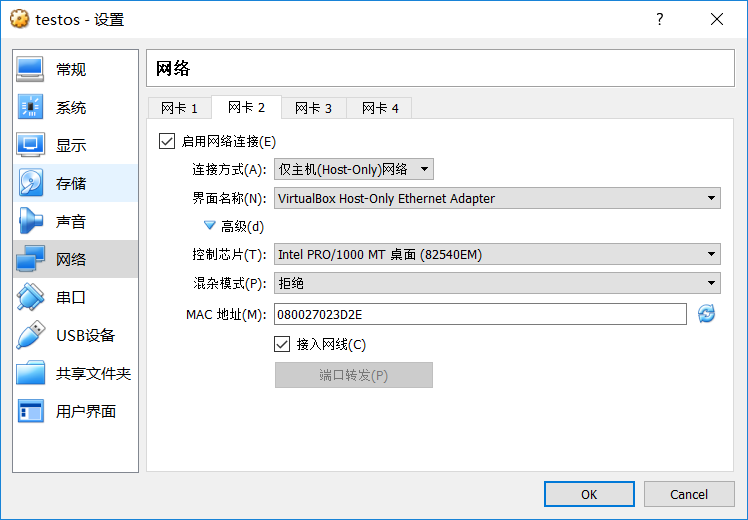 testos - 设置
常规
系统
显示
存储
声音
网络
串口
USB设备
共享文件夹
用户界面
网络
网卡 1 网卡 2 网卡 3 网卡 4
启用网络连接(E)
连接方式(A): 仅主机(Host-Only)网络
界面名称(N): VirtualBox Host-Only Ethernet Adapter
高级(d)
控制芯片(T): Intel PRO/1000 MT 桌面 (82540EM)
混杂模式(P): 拒绝
MAC 地址(M): 080027023D2E
接入网线(C)
端口转发(P)
OK Cancel